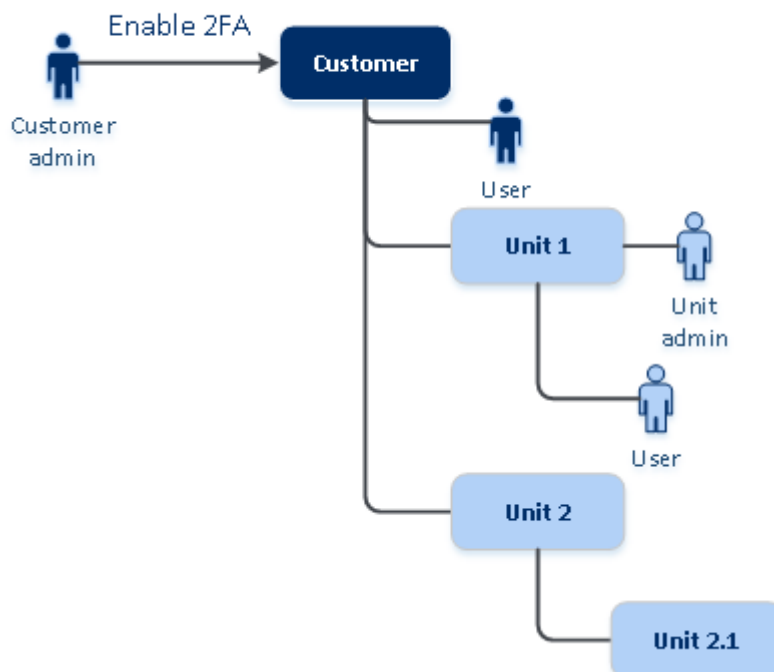 Enable 2FA
Customer
Customer
admin
User
Unit 1
Unit
admin
User
Unit 2
Unit 2.1